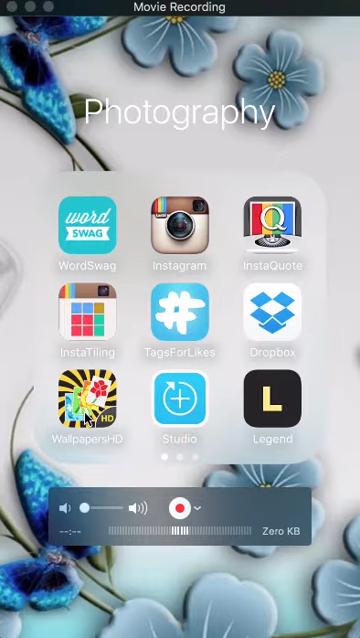 Movie Recording
Photography
word
SWAG
Q
WordSwag
Instagram
InstaQuote
#
InstaTiling
TagsForLikes
Dropbox
HD
L
WallpapersHD
Studio
Legend
--:--
Zero KB